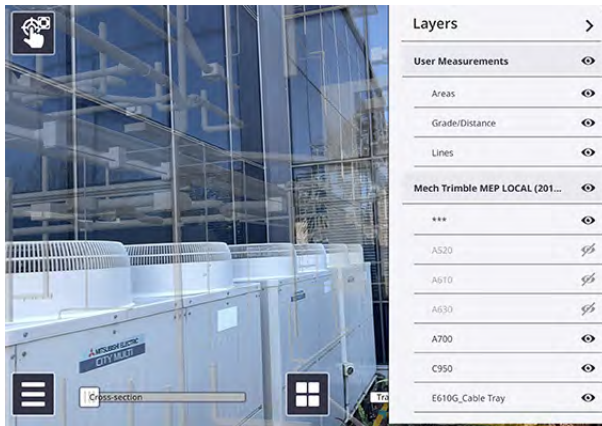 Layers
User Measurements
Areas
Grade/Distance
Lines
Mech Trimble MEP LOCAL (201...
***
A520
A610
A630
A700
C950
E610G_Cable Tray
MITSUBISHI ELECTRIC
CITY MULTI
Cross-section
Tra